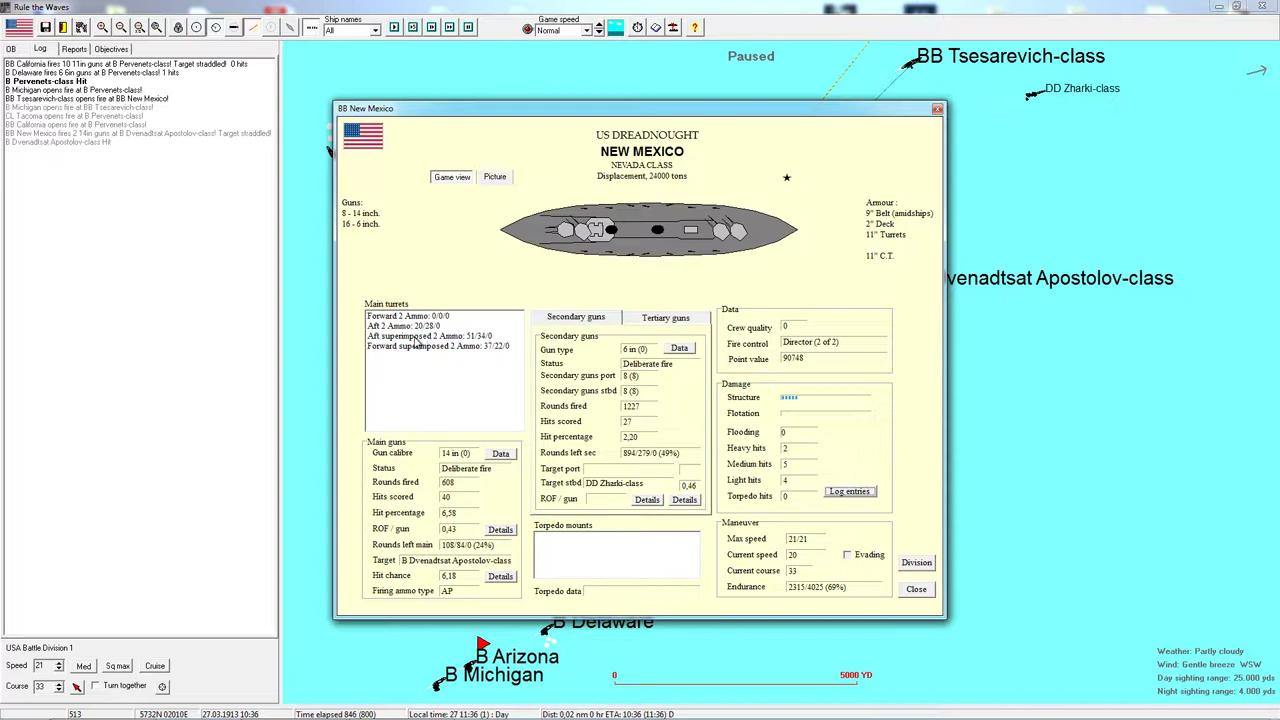 Rule the Waves
Ship names
All
Game speed
Normal
OB
Log
Reports
Objectives
BB California fires 10 11in guns at B Pervenets-class! Target straddled!  0 hits
B Delaware fires 6 6in guns at B Pervenets-class! 1 hits
B Pervenets-class Hit
B Michigan opens fire at B Pervenets-class!
BB Tsesarevich-class opens fire at BB New Mexico!
B Michigan opens fire at BB Tsesarevich-class!
CL Tacoma opens fire at B Pervenets-class!
BB California opens fire at B Pervenets-class!
BB New Mexico fires 2 14in guns at B Dvenadtsat Apostolov-class! Target straddled!
B Dvenadtsat Apostolov-class Hit
Paused
BB Tsesarevich-class
DD Zharki-class
venadtsat Apostolov-class
BB New Mexico
US DREADNOUGHT
NEW MEXICO
NEVADA CLASS
Displacement, 24000 tons
Game view
Picture
Guns:
8 - 14 inch.
16 - 6 inch.
Armour :
9" Belt (amidships)
2" Deck
11" Turrets
11" C.T.
Main turrets
Forward 2 Ammo: 0/0/0
Aft 2 Ammo: 20/28/0
Aft superimposed 2 Ammo: 51/34/0
Forward superimposed 2 Ammo: 37/22/0
Main guns
Gun calibre 14 in (0) Data
Status Deliberate fire
Rounds fired 608
Hits scored 40
Hit percentage 6,58
ROF / gun 0,43 Details
Rounds left main 108/84/0 (24%)
Target B Dvenadtsat Apostolov-class
Hit chance 6,18 Details
Firing ammo type AP
Secondary guns
Tertiary guns
Secondary guns
Gun type 6 in (0) Data
Status Deliberate fire
Secondary guns port 8 (8)
Secondary guns stbd 8 (8)
Rounds fired 1227
Hits scored 27
Hit percentage 2,20
Rounds left sec 894/279/0 (49%)
Target port
Target stbd DD Zharki-class 0,46
ROF / gun Details Details
Torpedo mounts
Torpedo data
Data
Crew quality 0
Fire control Director (2 of 2)
Point value 90748
Damage
Structure
Flotation
Flooding 0
Heavy hits 2
Medium hits 5
Light hits 4
Torpedo hits 0
Log entries
Maneuver
Max speed 21/21
Current speed 20 Evading
Current course 33
Endurance 2315/4025 (69%)
Division
Close
B Delaware
B Arizona
B Michigan
0
5000 YD
Weather: Partly cloudy
Wind: Gentle breeze  WSW
Day sighting range: 25.000 yds
Night sighting range: 4.000 yds
USA Battle Division 1
Speed 21 Med Sq max Cruise
Course 33 Turn together
513
5732N 02010E
27.03.1913 10:36
Time elapsed 846 (800)
Local time: 27 11:36 (1) : Day
Dist: 0,02 nm 0 hr ETA: 10:36 (11:36) D